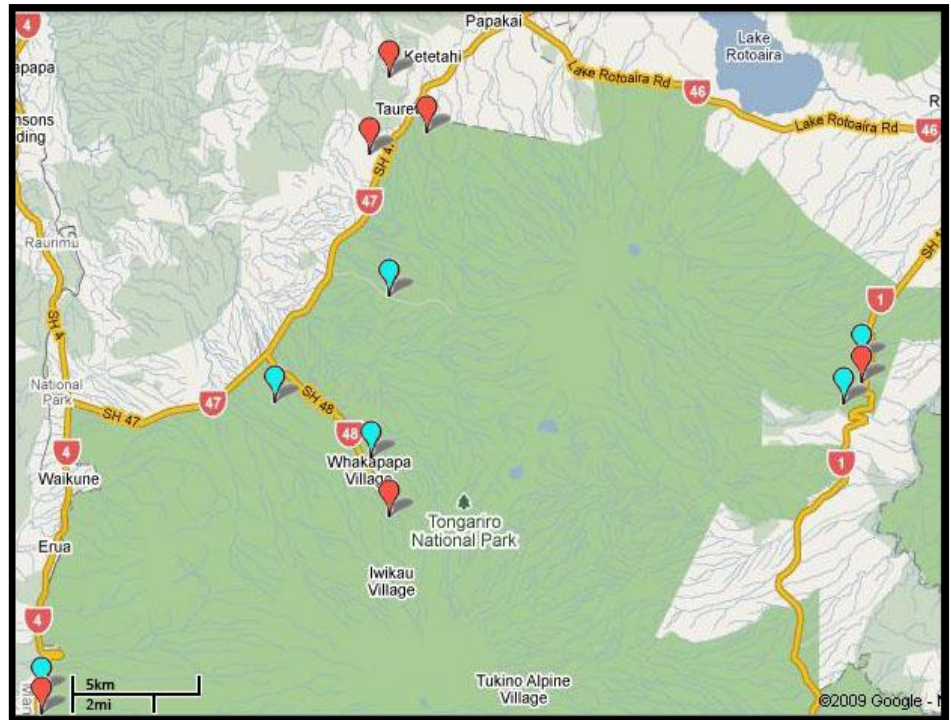 4
Papakai
Ketetahi
Lake
Rotoaira
apapa
Lake Rotoaira Rd
46
R
nsons
ding
Lake Rotoaira Rd
46
SH 4
47
Raurimu
SH 4
1
National
Park
SH 47
47
SH 48
48
4
Whakapapa
Village
1
Waikune
Tongariro
National Park
Erua
Iwikau
Village
4
5km
2mi
Tukino Alpine
Village
©2009 Google -